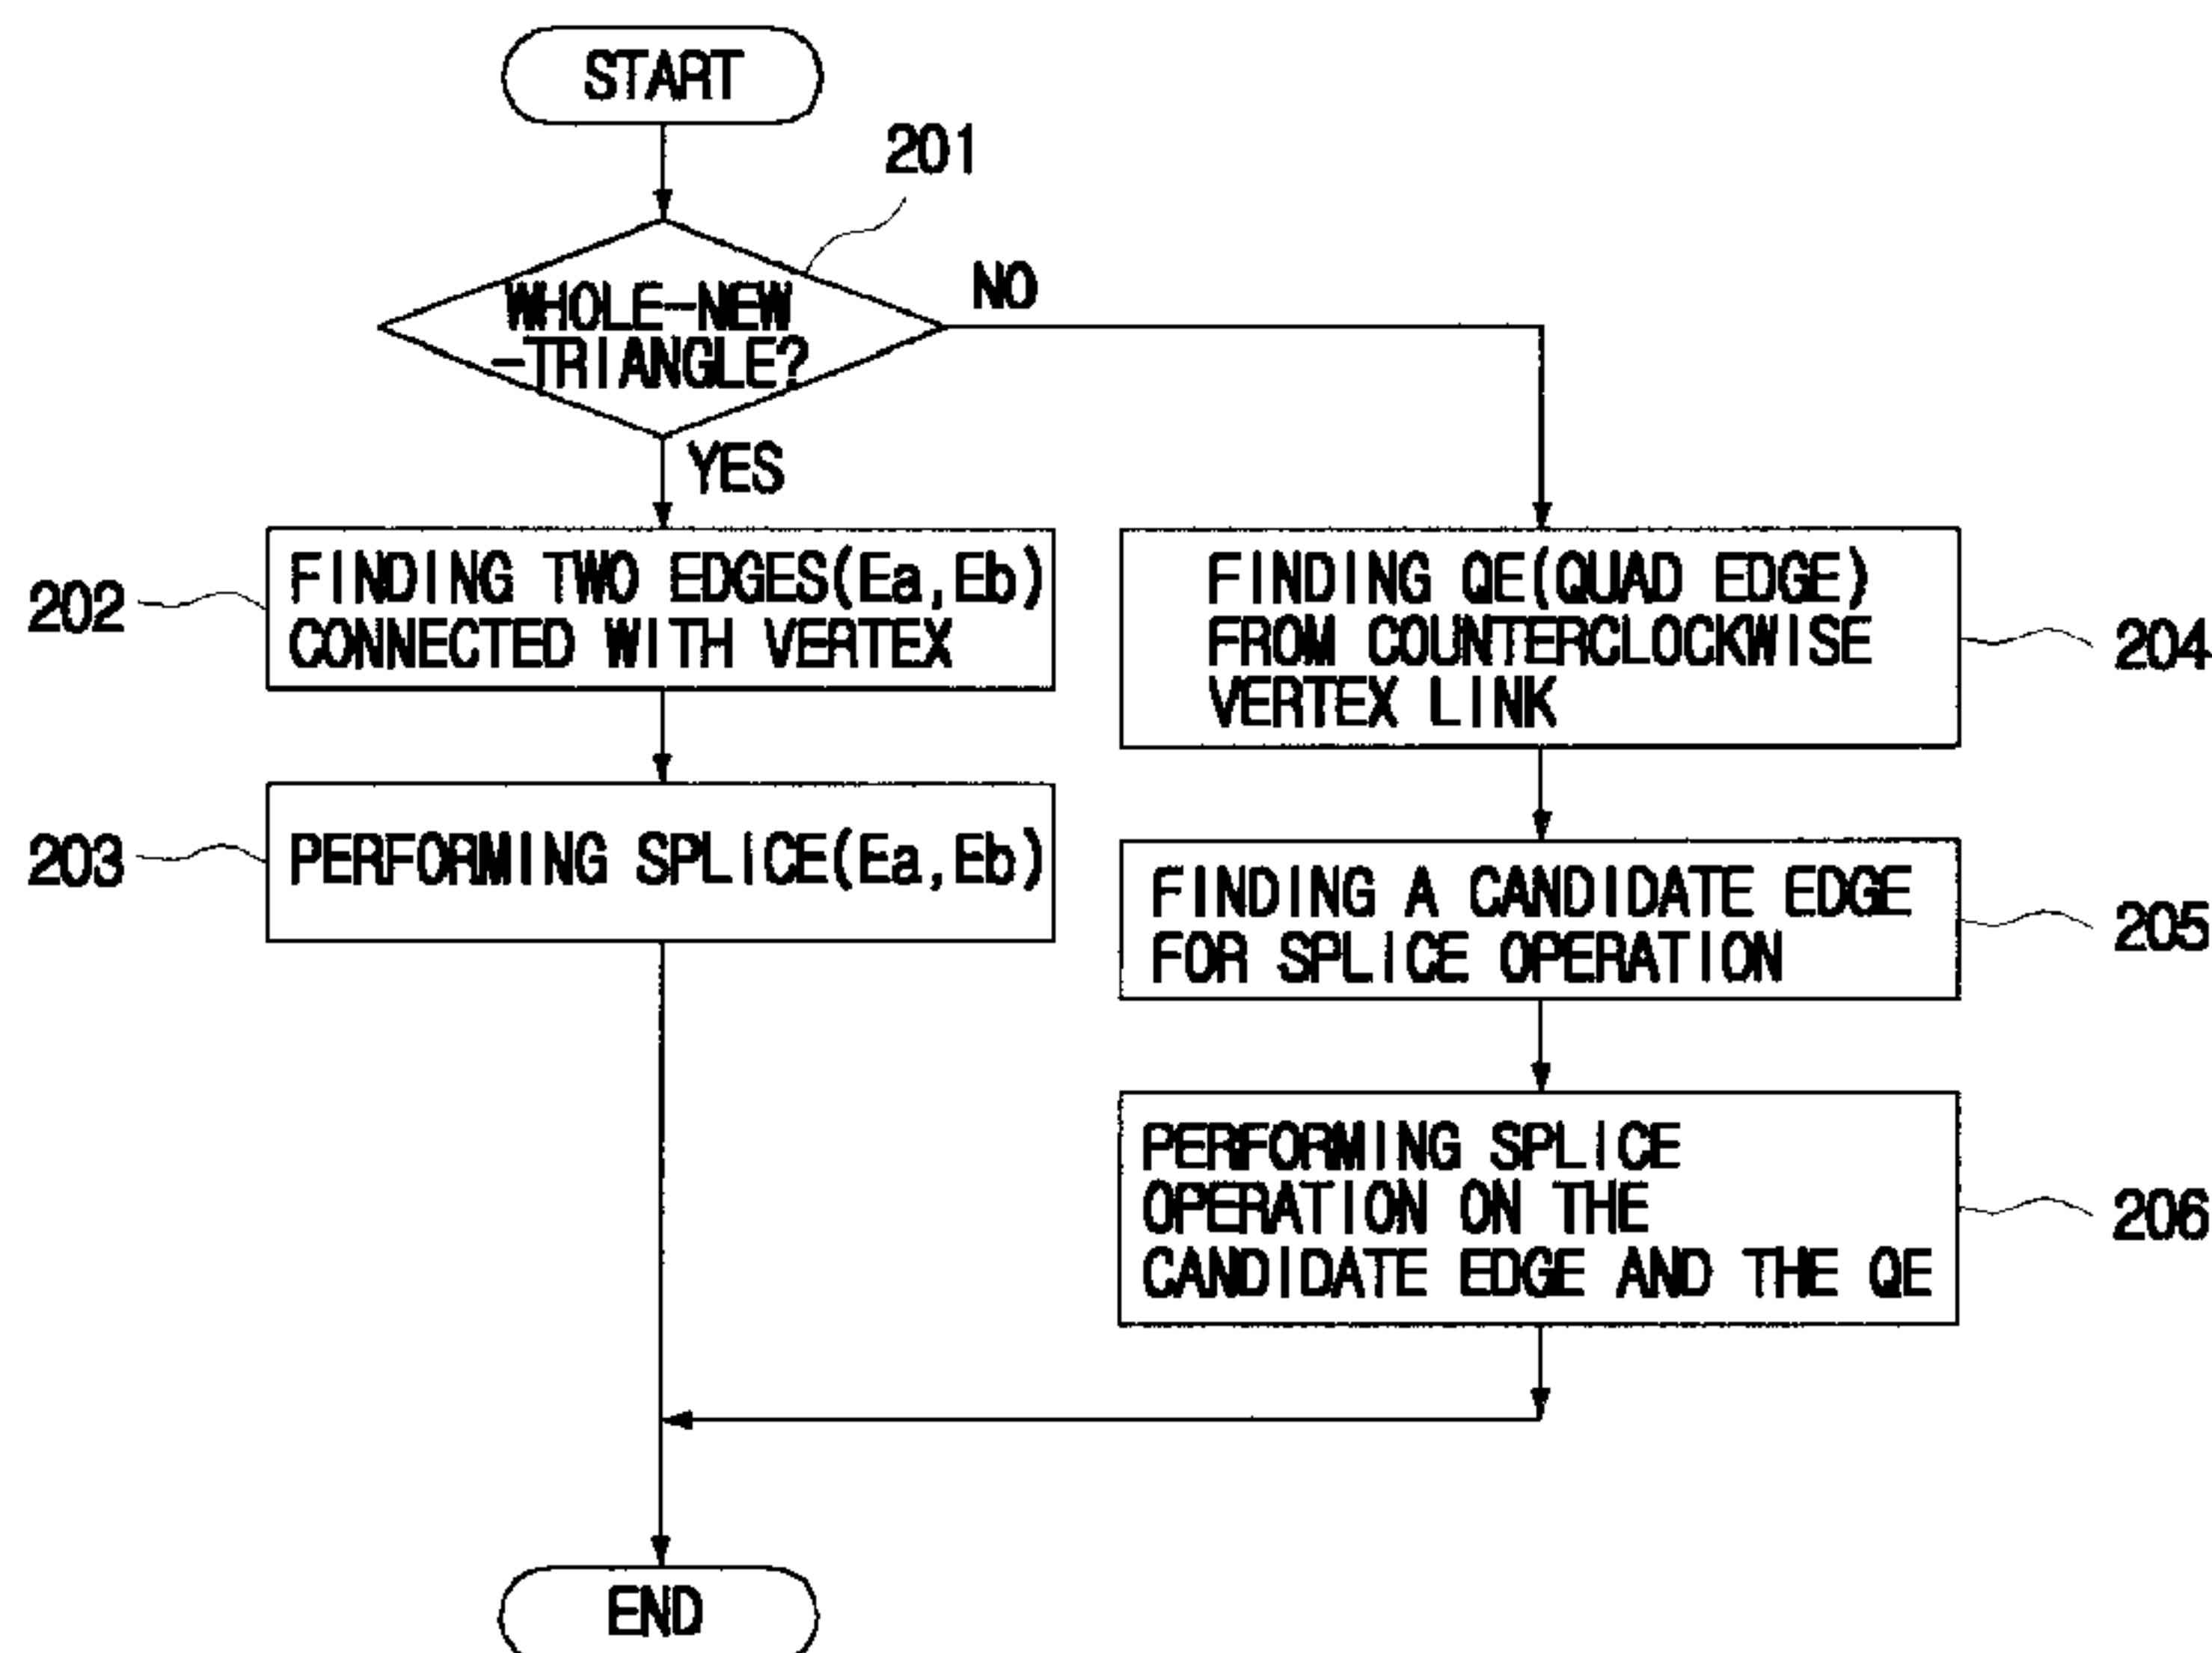 START
201
WHOLE-NEW
-TRIANGLE?
NO
YES
202
FINDING TWO EDGES(Ea,Eb)
CONNECTED WITH VERTEX
203
PERFORMING SPLICE(Ea,Eb)
FINDING QE(QUAD EDGE)
FROM COUNTERCLOCKWISE
VERTEX LINK
204
FINDING A CANDIDATE EDGE
FOR SPLICE OPERATION
205
PERFORMING SPLICE
OPERATION ON THE
CANDIDATE EDGE AND THE QE
206
END